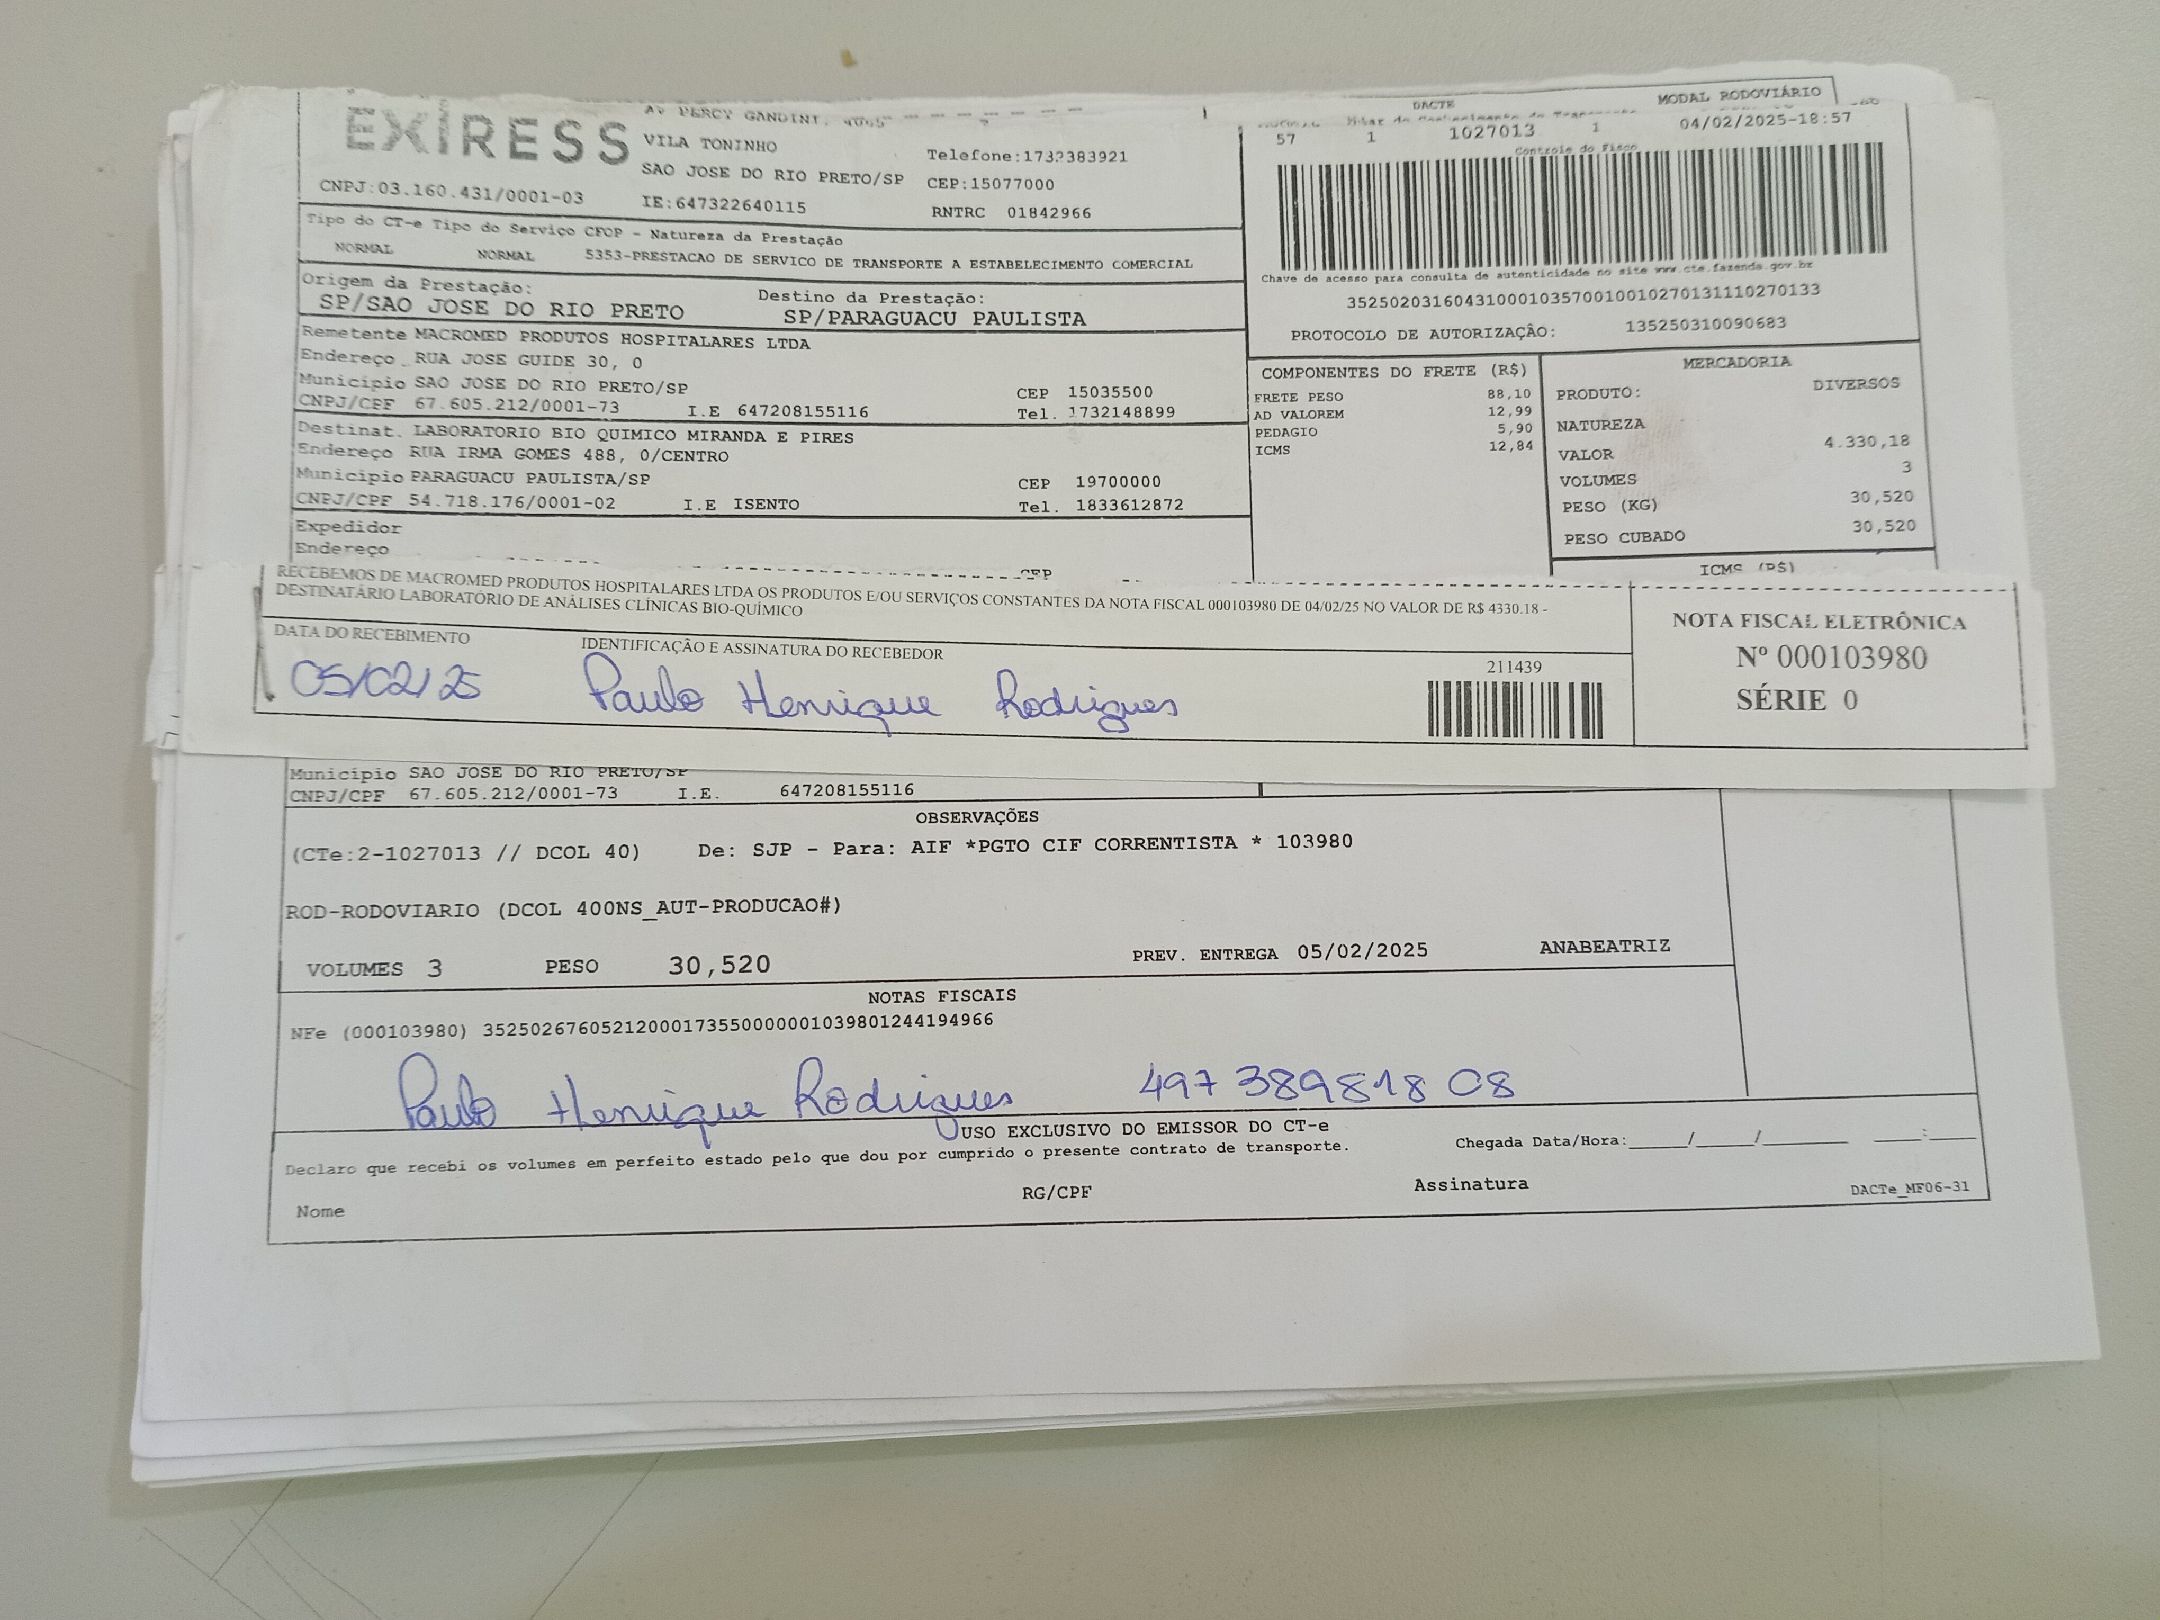 EXPRESS
AV PERCY GANDINI,
VILA TONINHO
Telefone:1732383921
SAO JOSE DO RIO PRETO/SP CEP:15077000
CNPJ:03.160.431/0001-03 IE:647322640115 RNTRC 01842966
DACTE MODAL RODOVIÁRIO
57 1 1027013 1 04/02/2025-18:57
Controle do Fisco
Chave de acesso para consulta de autenticidade no site www.cte.fazenda.gov.br
35250203160431000103570010010270131110270133
PROTOCOLO DE AUTORIZAÇÃO: 135250310090683
Tipo do CT-e Tipo do Serviço CFOP - Natureza da Prestação
NORMAL NORMAL 5353-PRESTACAO DE SERVICO DE TRANSPORTE A ESTABELECIMENTO COMERCIAL
Origem da Prestação: Destino da Prestação:
SP/SAO JOSE DO RIO PRETO SP/PARAGUACU PAULISTA
Remetente MACROMED PRODUTOS HOSPITALARES LTDA
Endereço RUA JOSE GUIDE 30, 0
Município SAO JOSE DO RIO PRETO/SP CEP 15035500
CNPJ/CPF 67.605.212/0001-73 I.E 647208155116 Tel. 1732148899
Destinat. LABORATORIO BIO QUIMICO MIRANDA E PIRES
Endereço RUA IRMA GOMES 488, 0/CENTRO
Município PARAGUACU PAULISTA/SP CEP 19700000
CNPJ/CPF 54.718.176/0001-02 I.E ISENTO Tel. 1833612872
Expedidor
Endereço
CEP
COMPONENTES DO FRETE (R$)
FRETE PESO 88,10
AD VALOREM 12,99
PEDAGIO 5,90
ICMS 12,84
MERCADORIA
PRODUTO: DIVERSOS
NATUREZA
VALOR 4.330,18
VOLUMES 3
PESO (KG) 30,520
PESO CUBADO 30,520
ICMS (R$)
RECEBEMOS DE MACROMED PRODUTOS HOSPITALARES LTDA OS PRODUTOS E/OU SERVIÇOS CONSTANTES DA NOTA FISCAL 000103980 DE 04/02/25 NO VALOR DE R$ 4330.18 -
DESTINATÁRIO LABORATÓRIO DE ANÁLISES CLÍNICAS BIO-QUÍMICO
DATA DO RECEBIMENTO IDENTIFICAÇÃO E ASSINATURA DO RECEBEDOR
05/02/25 Paulo Henrique Rodrigues
211439
NOTA FISCAL ELETRÔNICA
Nº 000103980
SÉRIE 0
Município SAO JOSE DO RIO PRETO/SP
CNPJ/CPF 67.605.212/0001-73 I.E. 647208155116
OBSERVAÇÕES
(CTe:2-1027013 // DCOL 40) De: SJP - Para: AIF *PGTO CIF CORRENTISTA * 103980
ROD-RODOVIARIO (DCOL 400NS_AUT-PRODUCAO#)
VOLUMES 3 PESO 30,520 PREV. ENTREGA 05/02/2025 ANABEATRIZ
NOTAS FISCAIS
NFe (000103980) 35250267605212000173550000001039801244194966
Paulo Henrique Rodrigues 497 389818 08
USO EXCLUSIVO DO EMISSOR DO CT-e
Declaro que recebi os volumes em perfeito estado pelo que dou por cumprido o presente contrato de transporte.
Chegada Data/Hora:_____/_____/________ ____:____
Nome RG/CPF Assinatura DACTe_MF06-31